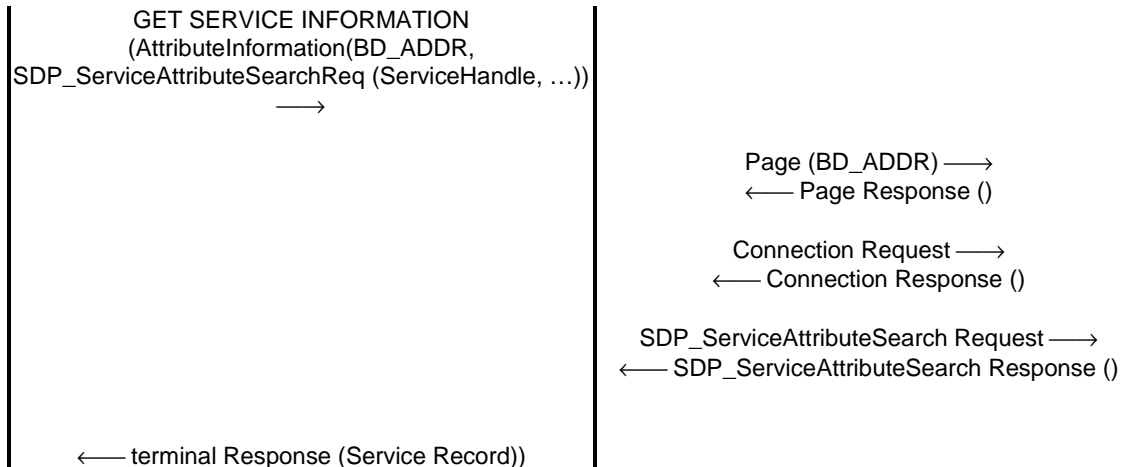 GET SERVICE INFORMATION
(AttributeInformation(BD_ADDR,
SDP_ServiceAttributeSearchReq (ServiceHandle, …))
⟶
Page (BD_ADDR) ⟶
⟵ Page Response ()
Connection Request ⟶
⟵ Connection Response ()
SDP_ServiceAttributeSearch Request ⟶
⟵ SDP_ServiceAttributeSearch Response ()
⟵ terminal Response (Service Record))